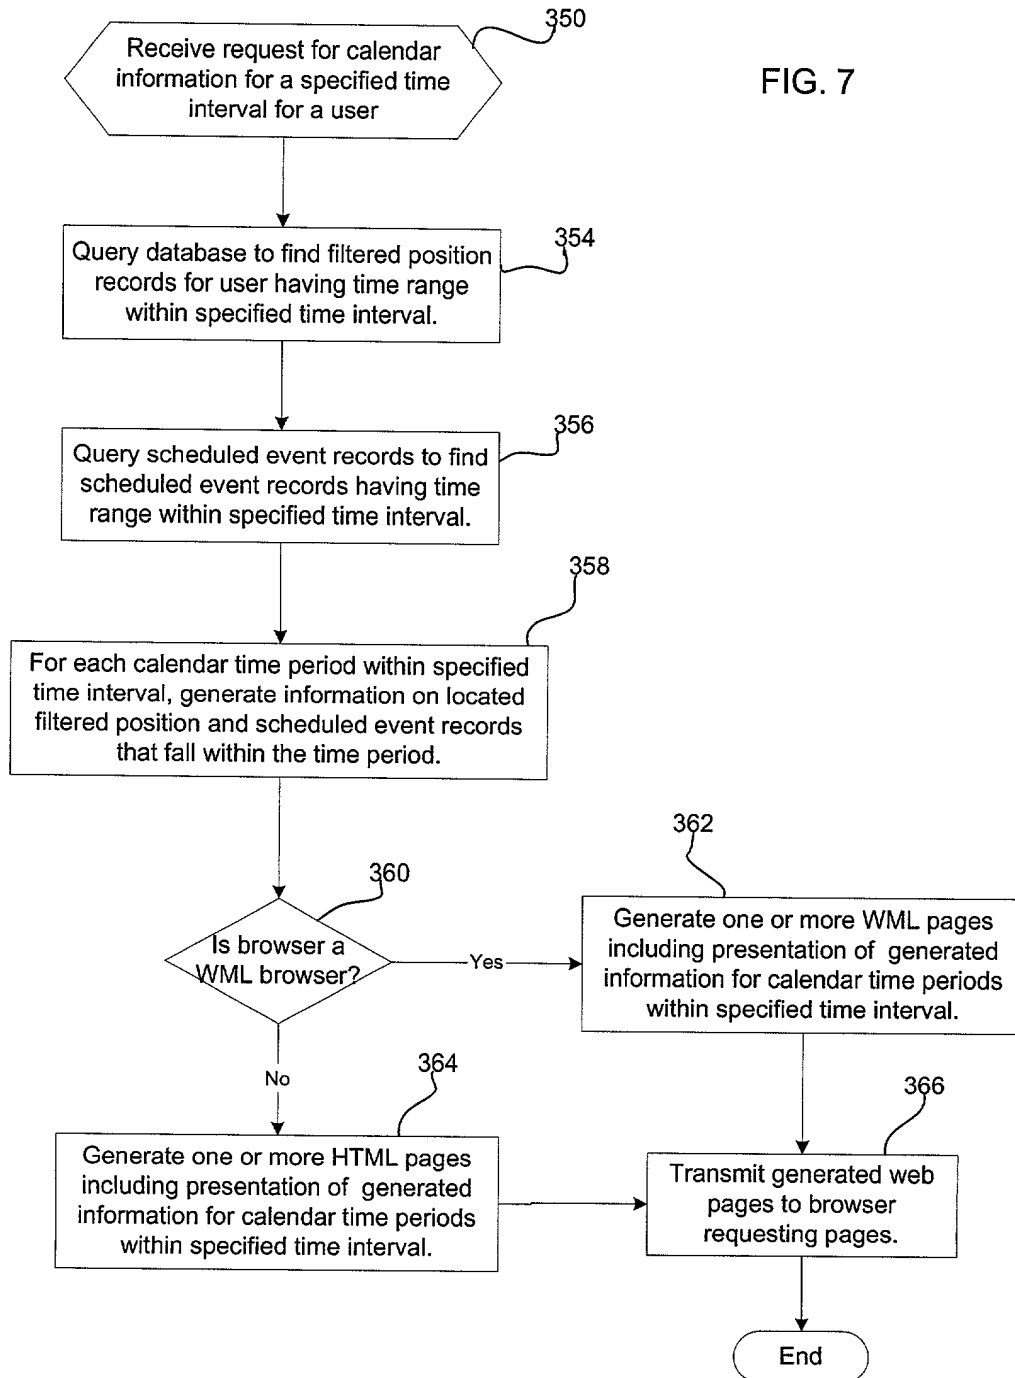 350
Receive request for calendar
information for a specified time
interval for a user
FIG. 7
354
Query database to find filtered position
records for user having time range
within specified time interval.
356
Query scheduled event records to find
scheduled event records having time
range within specified time interval.
358
For each calendar time period within specified
time interval, generate information on located
filtered position and scheduled event records
that fall within the time period.
360
Is browser a
WML browser?
Yes
362
Generate one or more WML pages
including presentation of generated
information for calendar time periods
within specified time interval.
No
364
Generate one or more HTML pages
including presentation of generated
information for calendar time periods
within specified time interval.
366
Transmit generated web
pages to browser
requesting pages.
End